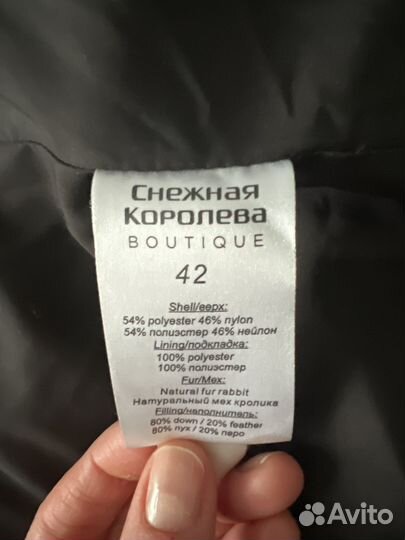 Снежная
Королева
BOUTIQUE
42
Shell/верх:
54% polyester 46% nylon
54% полиэстер 46% нейлон
Lining/подкладка:
100% polyester
100% полиэстер
Fur/Мех:
Natural fur rabbit
Натуральный мех кролика
Filling/наполнитель:
80% down / 20% feather
80% пух / 20% перо
Avito